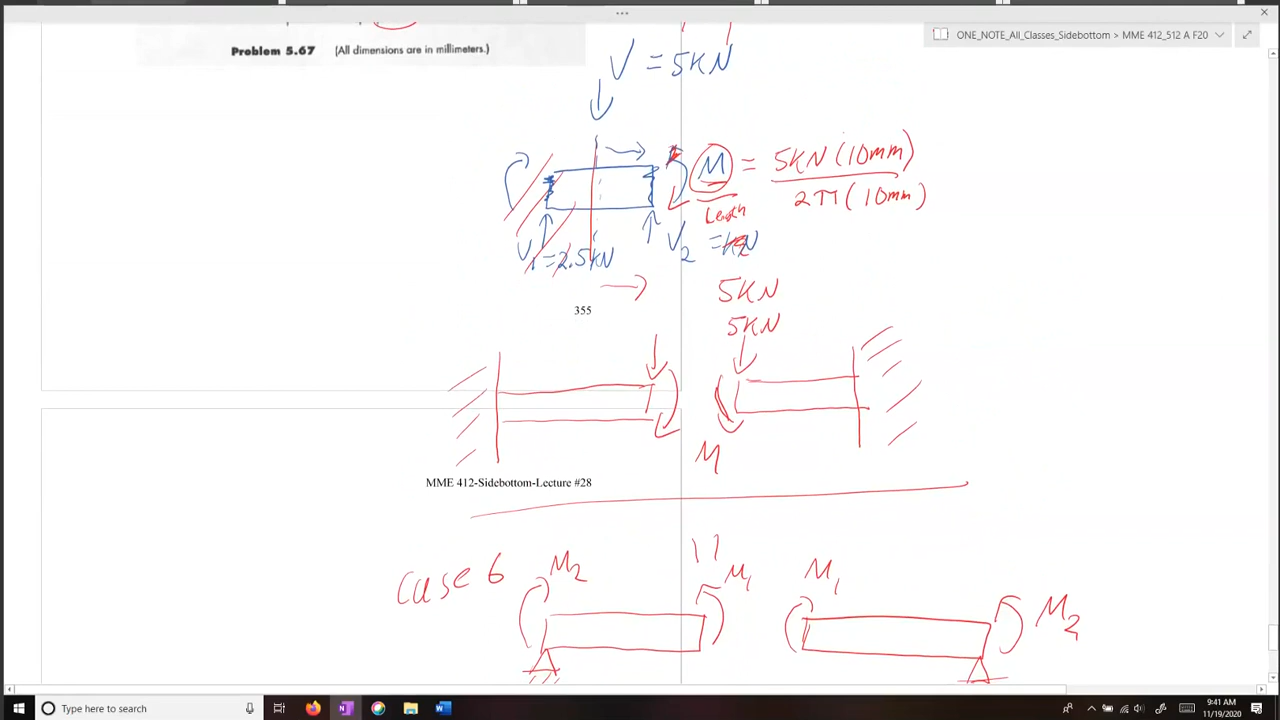 ONE_NOTE_All_Classes_Sidebottom > MME 412_512 A F20
Problem 5.67 (All dimensions are in millimeters.)
V = 5KN
M = 5KN (10mm)
2π (10mm)
Length
V1 = 2.5KN
V2 =
5KN
355
5KN
M
MME 412-Sidebottom-Lecture #28
Case 6
M2
M1
M1
M2
Type here to search
9:41 AM
11/19/2020